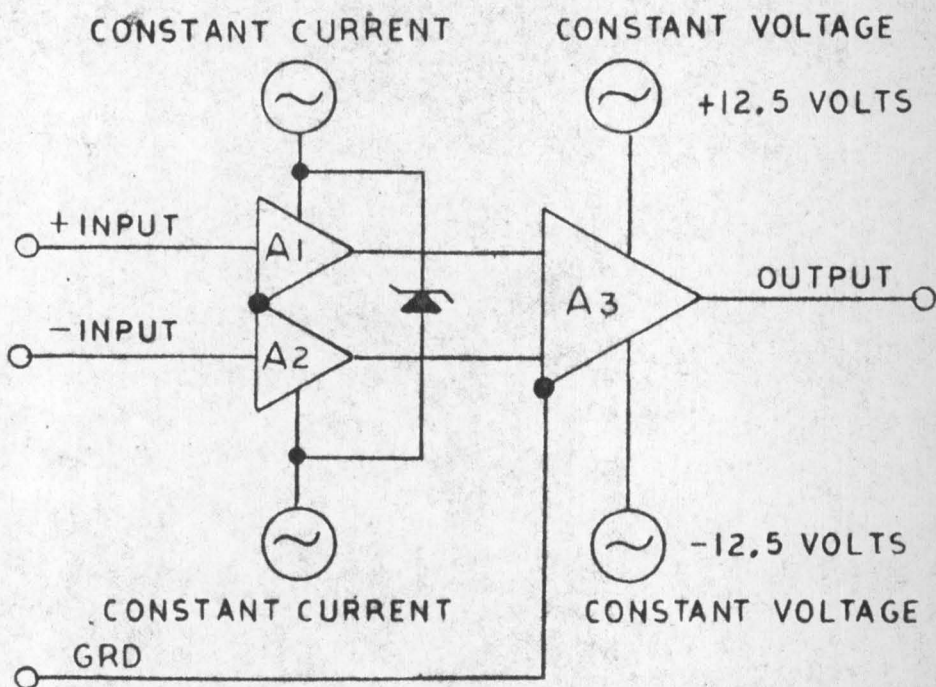 CONSTANT CURRENT
CONSTANT VOLTAGE
+12.5 VOLTS
+INPUT
A1
-INPUT
A2
A3
OUTPUT
-12.5 VOLTS
CONSTANT CURRENT
CONSTANT VOLTAGE
GRD